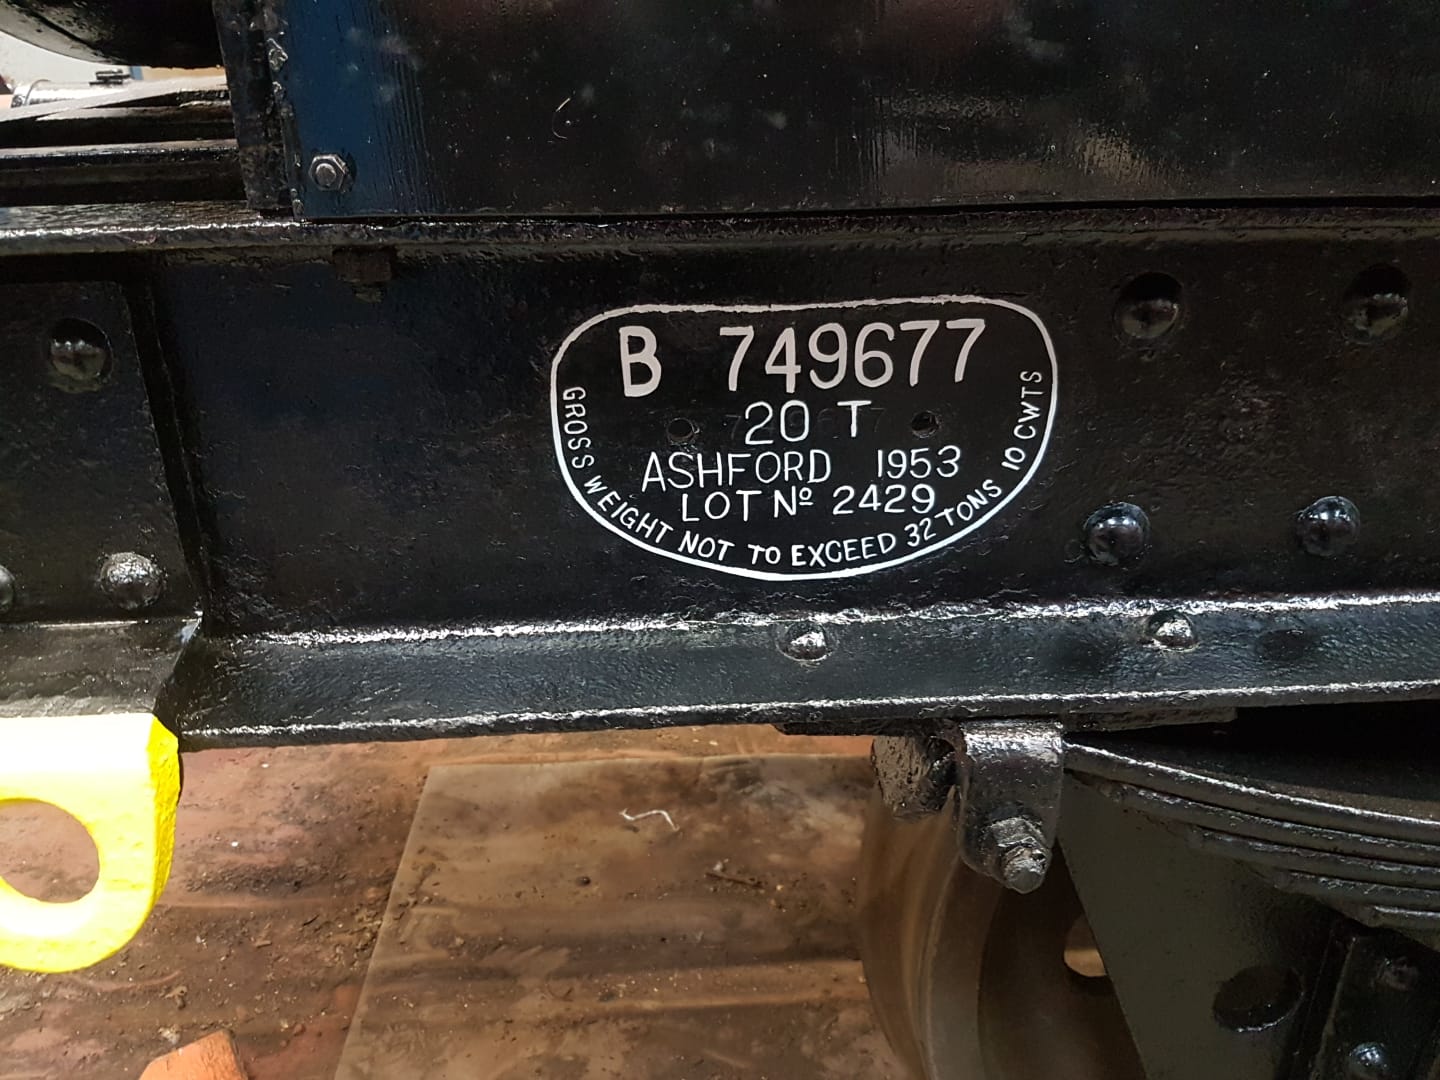 B 749677
20 T
ASHFORD 1953
LOT Nº 2429
GROSS WEIGHT NOT TO EXCEED 32 TONS 10 CWTS